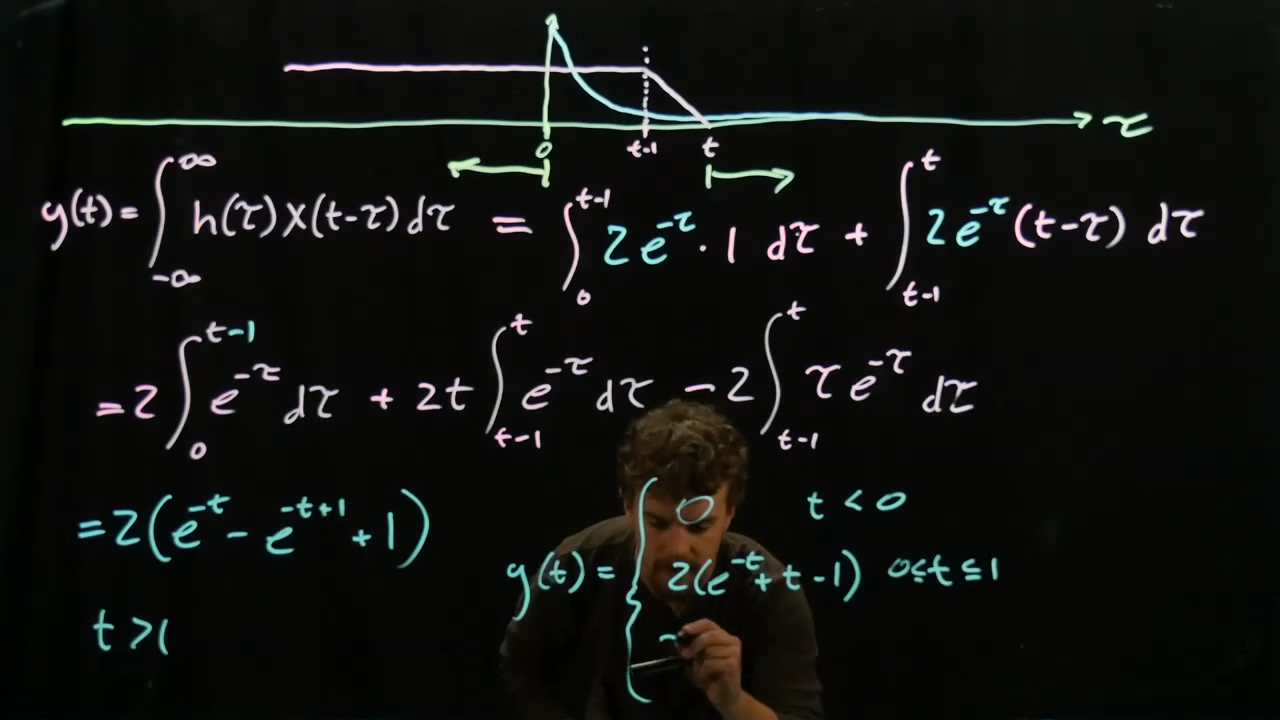 τ
0 t-1 t
y(t) = ∫_{-∞}^{∞} h(τ) x(t-τ) dτ = ∫_{0}^{t-1} 2e^{-τ} · 1 dτ + ∫_{t-1}^{t} 2e^{-τ} (t-τ) dτ
= 2 ∫_{0}^{t-1} e^{-τ} dτ + 2t ∫_{t-1}^{t} e^{-τ} dτ - 2 ∫_{t-1}^{t} τ e^{-τ} dτ
= 2(e^{-t} - e^{-t+1} + 1)
t > 1
y(t) = {
0 t < 0
2(e^{-t} + t - 1) 0 ≤ t ≤ 1